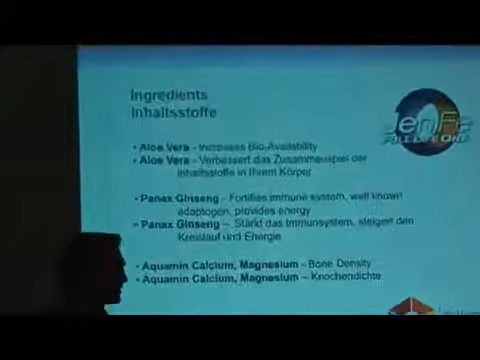 Ingredients
Inhaltsstoffe
• Aloe Vera - Increases Bio-Availability
• Aloe Vera - Verbessert das Zusammenspiel der
Inhaltsstoffe in Ihrem Körper
• Panax Ginseng - Fortifies immune system, well known
adaptogen, provides energy
• Panax Ginseng – Stärkt das Immunsystem, steigert den
Kreislauf und Energie
• Aquamin Calcium, Magnesium – Bone Density
• Aquamin Calcium, Magnesium – Knochendichte